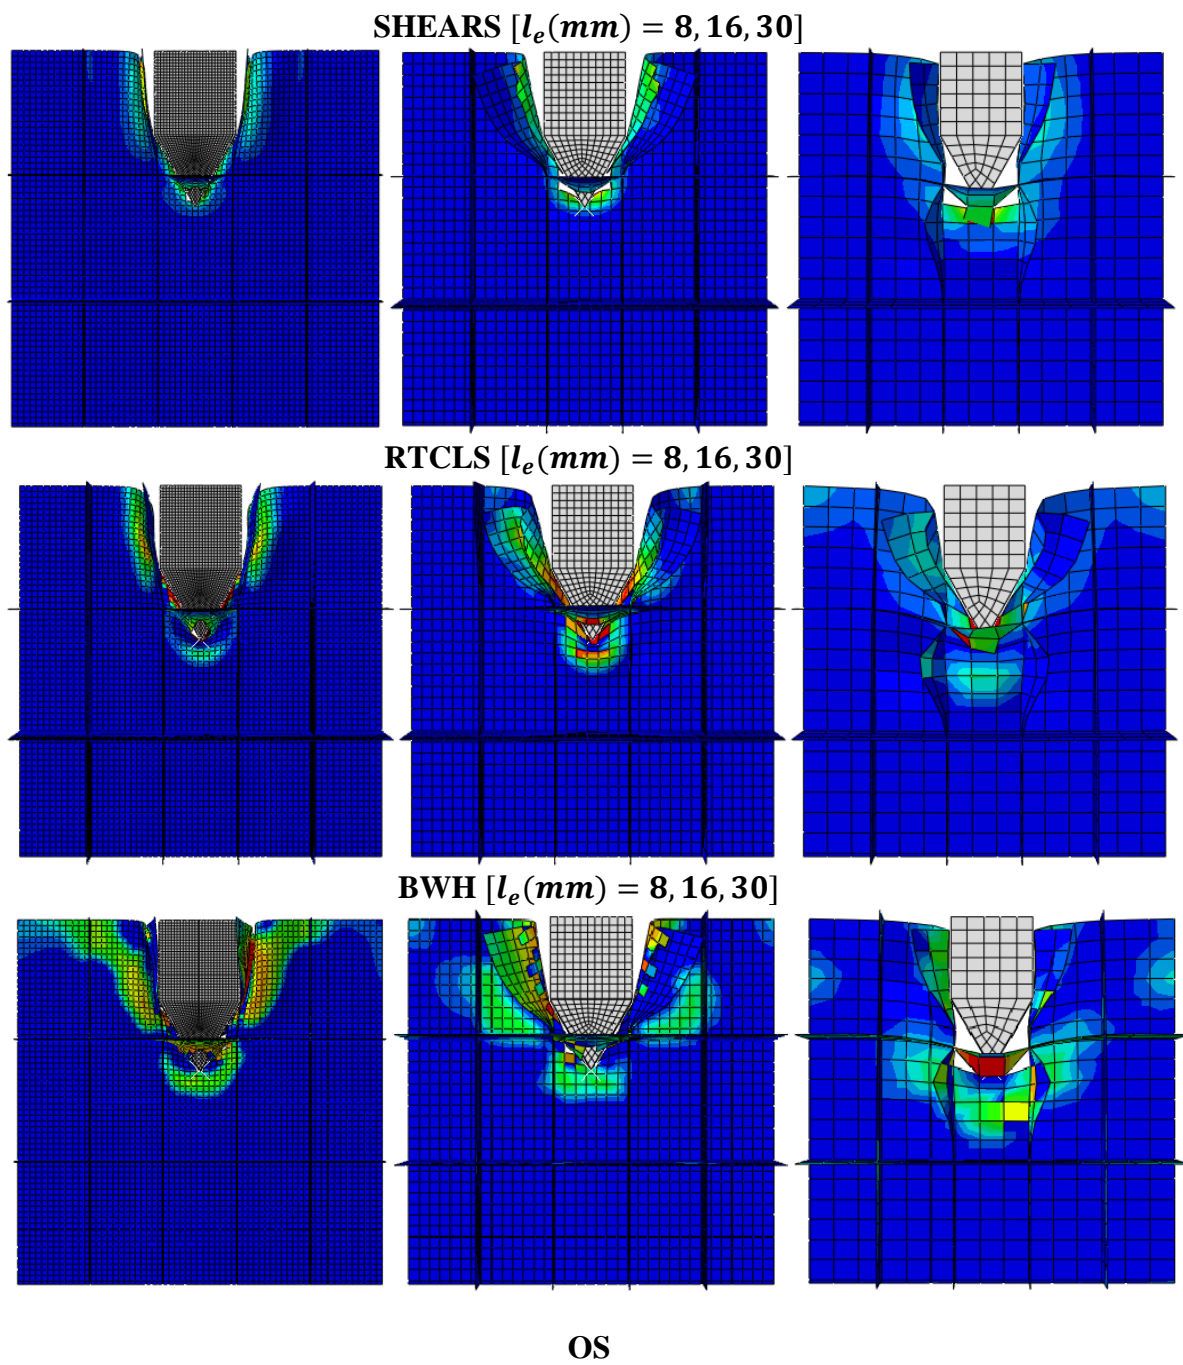 SHEARS [l_e(mm) = 8, 16, 30]
RTCLS [l_e(mm) = 8, 16, 30]
BWH [l_e(mm) = 8, 16, 30]
OS